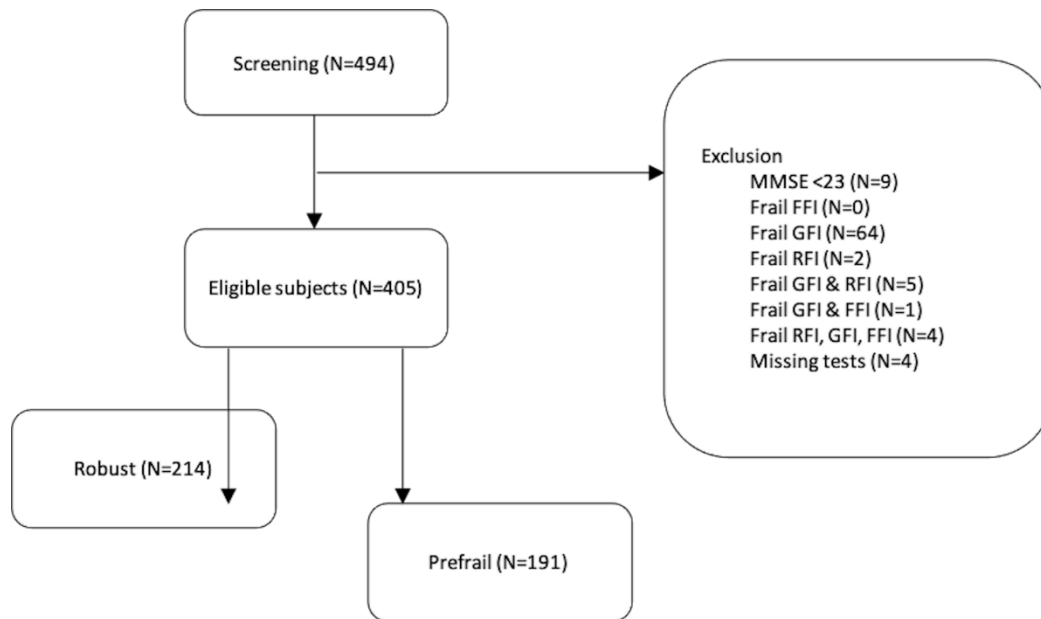 Screening (N=494)
Exclusion
MMSE <23 (N=9)
Frail FFI (N=0)
Frail GFI (N=64)
Frail RFI (N=2)
Frail GFI & RFI (N=5)
Frail GFI & FFI (N=1)
Frail RFI, GFI, FFI (N=4)
Missing tests (N=4)
Eligible subjects (N=405)
Robust (N=214)
Prefrail (N=191)